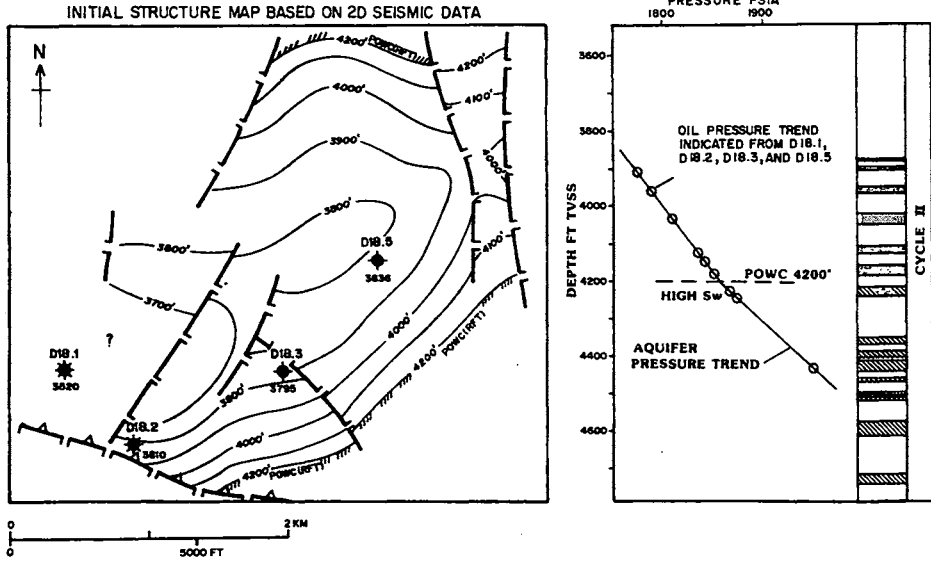 INITIAL STRUCTURE MAP BASED ON 2D SEISMIC DATA
N
4200' POWC(RFT)
4200'
4100'
4000'
4000'
3900'
3800'
3800'
3700'
D18.5
3836
4100'
?
D18.1
3520
D18.3
3795
3800'
4000'
4000'
4200'
POWC(RFT)
D18.2
3610
4200' POWC(RFT)
0
2 KM
0
5000 FT
PRESSURE PSIA
1800
1900
DEPTH FT TVSS
3600
3800
4000
4200
4400
4600
OIL PRESSURE TREND
INDICATED FROM D18.1,
D18.2, D18.3, AND D18.5
POWC 4200'
HIGH Sw
AQUIFER
PRESSURE TREND
CYCLE II